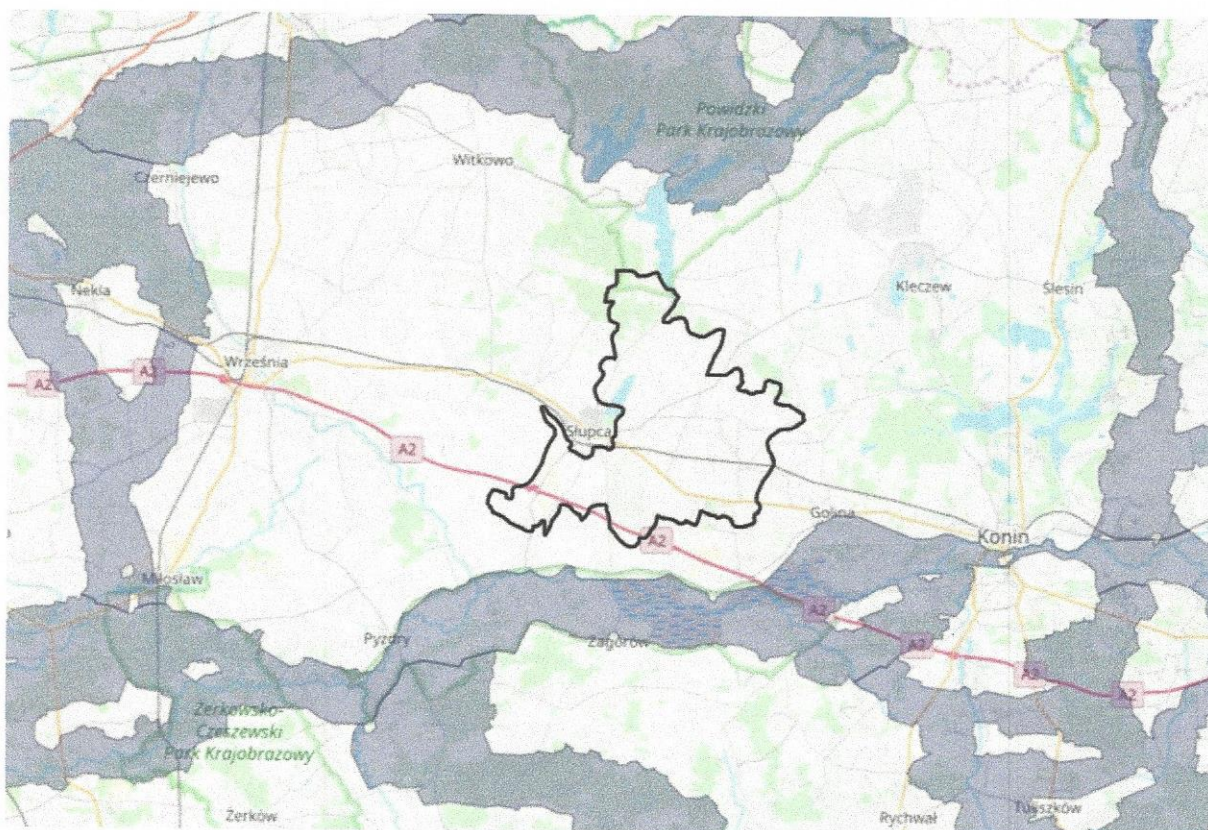 Powidzki
Park Krajobrazowy
Witkowo
Czerniejewo
Kleczew
Ślesin
Nekla
Września
A2
A2
Słupca
A2
Golina
Konin
A2
Miłosław
A2
Pyzdry
Zagórów
A2
A2
A2
Żerkowsko-
Czeszewski
Park Krajobrazowy
Żerków
Rychwał
Tuliszków